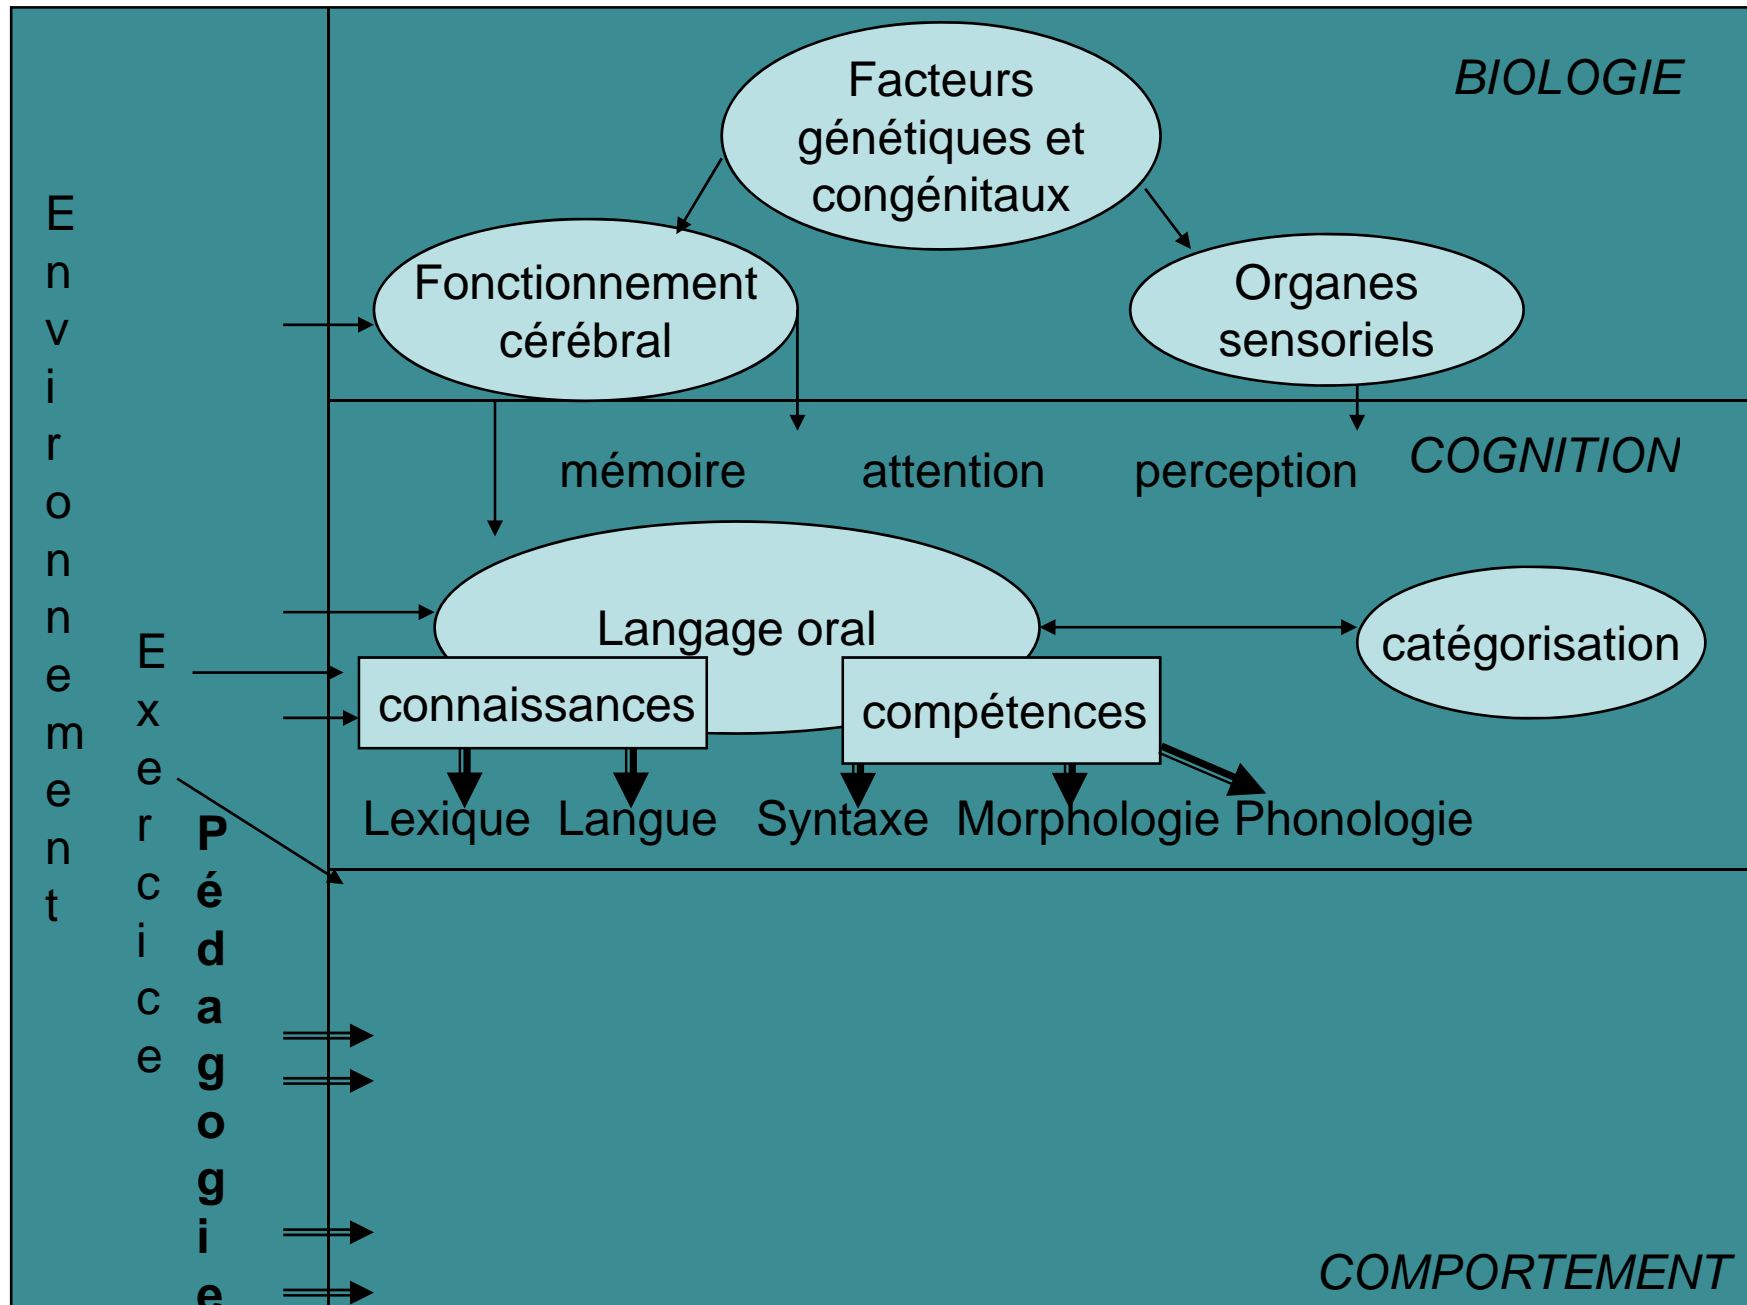 Environnement
Exercice
Pédagogie
BIOLOGIE
Facteurs
génétiques et
congénitaux
Fonctionnement
cérébral
Organes
sensoriels
COGNITION
mémoire attention perception
Langage oral
catégorisation
connaissances
compétences
Lexique Langue Syntaxe Morphologie Phonologie
COMPORTEMENT